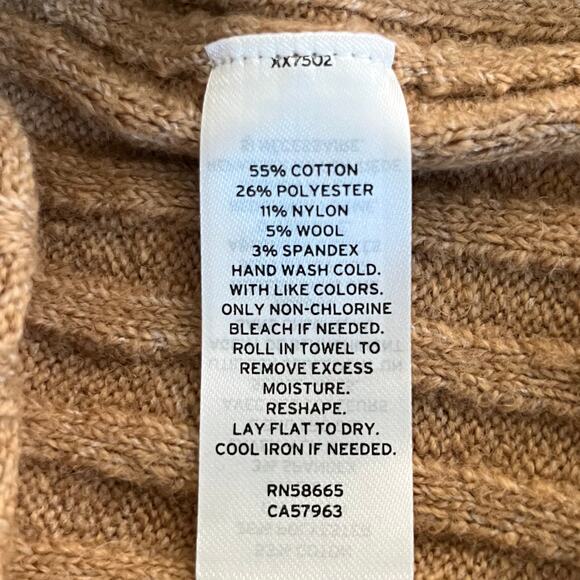 XX7502
55% COTTON
26% POLYESTER
11% NYLON
5% WOOL
3% SPANDEX
HAND WASH COLD.
WITH LIKE COLORS.
ONLY NON-CHLORINE
BLEACH IF NEEDED.
ROLL IN TOWEL TO
REMOVE EXCESS
MOISTURE.
RESHAPE.
LAY FLAT TO DRY.
COOL IRON IF NEEDED.
RN58665
CA57963